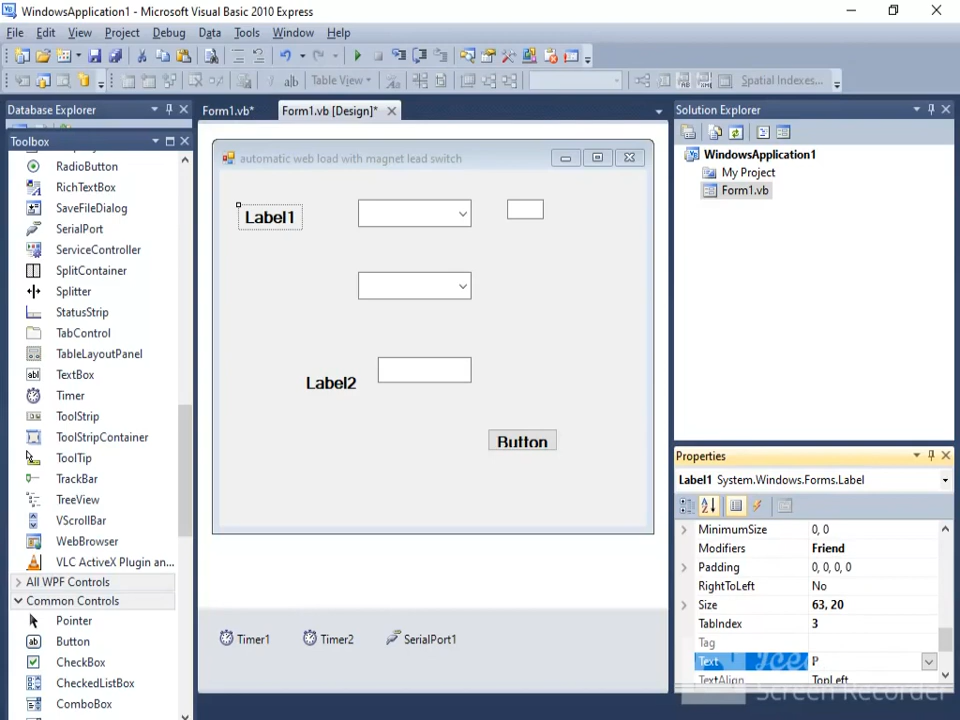 WindowsApplication1 - Microsoft Visual Basic 2010 Express
File Edit View Project Debug Data Tools Window Help
ab Table View Spatial Indexes...
Database Explorer
Form1.vb* Form1.vb [Design]*
Solution Explorer
Toolbox
RadioButton
RichTextBox
SaveFileDialog
SerialPort
ServiceController
SplitContainer
Splitter
StatusStrip
TabControl
TableLayoutPanel
abl TextBox
Timer
ToolStrip
ToolStripContainer
ToolTip
TrackBar
TreeView
VScrollBar
WebBrowser
VLC ActiveX Plugin an...
All WPF Controls
Common Controls
Pointer
ab Button
CheckBox
CheckedListBox
ComboBox
automatic web load with magnet lead switch
Label1
Label2
Button
Timer1 Timer2 SerialPort1
WindowsApplication1
My Project
Form1.vb
Properties
Label1 System.Windows.Forms.Label
MinimumSize 0, 0
Modifiers Friend
Padding 0, 0, 0, 0
RightToLeft No
Size 63, 20
TabIndex 3
Tag
Text P
TextAlign TopLeft
Screen Recorder